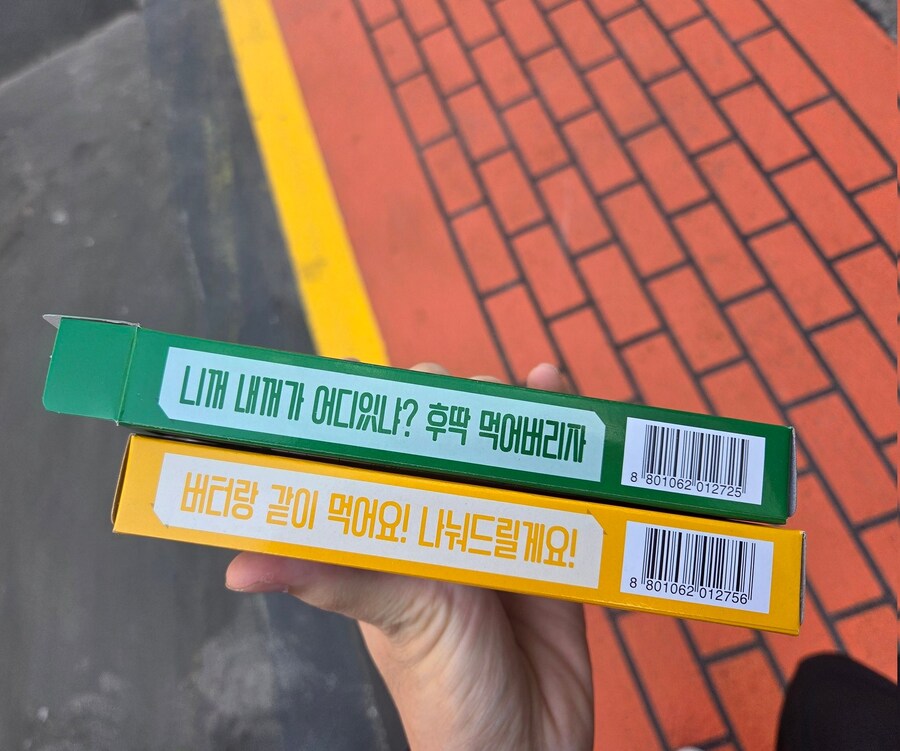 니꺼 내꺼가 어디있냐? 후딱 먹어버리자
8 801062 012725
버터랑 같이 먹어요! 나눠드릴게요!
8 801062 012756